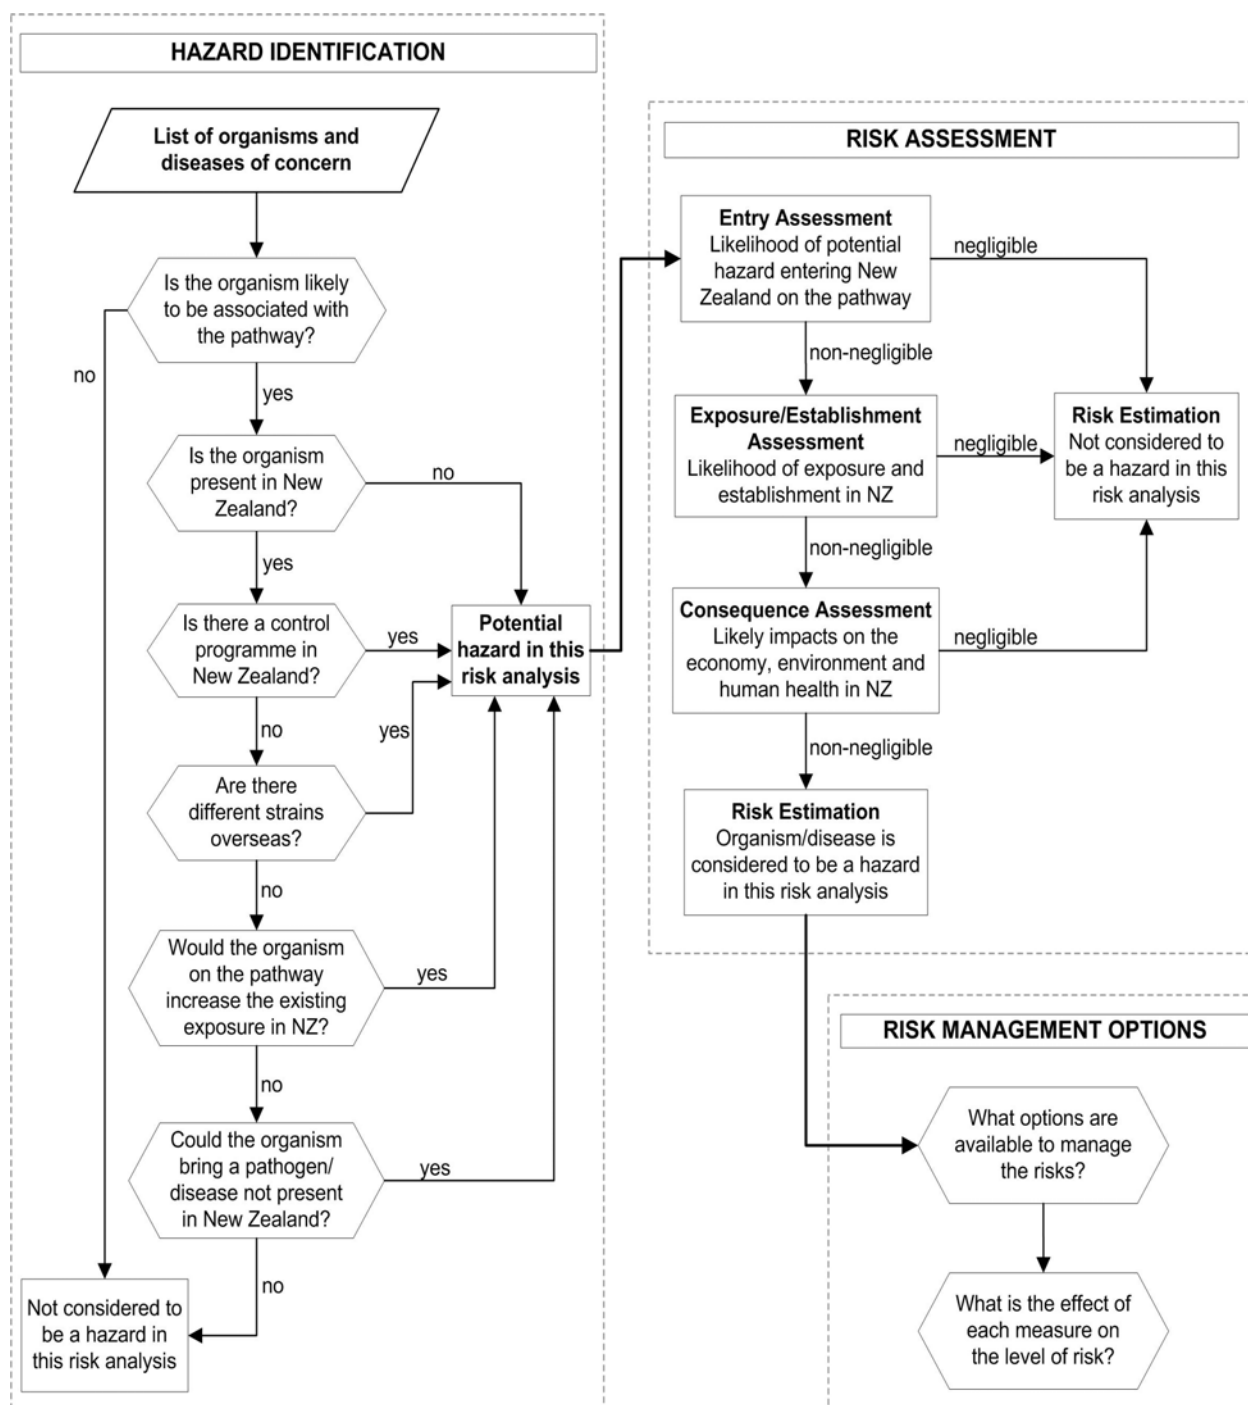 HAZARD IDENTIFICATION
List of organisms and
diseases of concern
Is the organism likely
to be associated with
the pathway?
no
yes
Is the organism
present in New
Zealand?
no
yes
Is there a control
programme in
New Zealand?
yes
no
Potential
hazard in this
risk analysis
Are there
different strains
overseas?
yes
no
Would the organism
on the pathway
increase the existing
exposure in NZ?
yes
no
Could the organism
bring a pathogen/
disease not present
in New Zealand?
yes
no
Not considered to
be a hazard in
this risk analysis
RISK ASSESSMENT
Entry Assessment
Likelihood of potential
hazard entering New
Zealand on the pathway
negligible
non-negligible
Exposure/Establishment
Assessment
Likelihood of exposure and
establishment in NZ
negligible
Risk Estimation
Not considered to
be a hazard in this
risk analysis
non-negligible
Consequence Assessment
Likely impacts on the
economy, environment and
human health in NZ
negligible
non-negligible
Risk Estimation
Organism/disease is
considered to be a hazard
in this risk analysis
RISK MANAGEMENT OPTIONS
What options are
available to manage
the risks?
What is the effect of
each measure on
the level of risk?